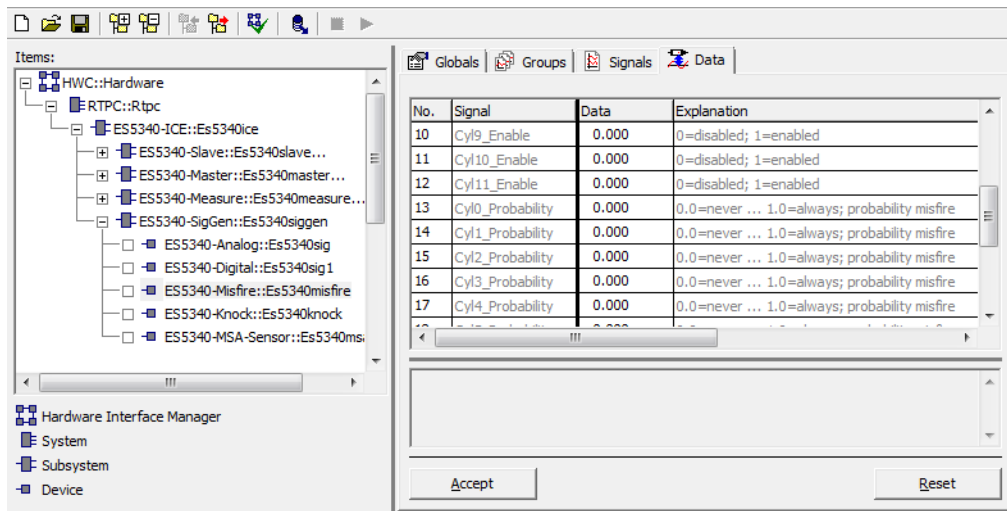 Items:
HWC::Hardware
RTPC::Rtpc
ES5340-ICE::Es5340ice
ES5340-Slave::Es5340slave...
ES5340-Master::Es5340master...
ES5340-Measure::Es5340measure...
ES5340-SigGen::Es5340siggen
ES5340-Analog::Es5340sig
ES5340-Digital::Es5340sig1
ES5340-Misfire::Es5340misfire
ES5340-Knock::Es5340knock
ES5340-MSA-Sensor::Es5340msa
Hardware Interface Manager
System
Subsystem
Device
Globals Groups Signals Data
No. Signal Data Explanation
10 Cyl9_Enable 0.000 0=disabled; 1=enabled
11 Cyl10_Enable 0.000 0=disabled; 1=enabled
12 Cyl11_Enable 0.000 0=disabled; 1=enabled
13 Cyl0_Probability 0.000 0.0=never ... 1.0=always; probability misfire
14 Cyl1_Probability 0.000 0.0=never ... 1.0=always; probability misfire
15 Cyl2_Probability 0.000 0.0=never ... 1.0=always; probability misfire
16 Cyl3_Probability 0.000 0.0=never ... 1.0=always; probability misfire
17 Cyl4_Probability 0.000 0.0=never ... 1.0=always; probability misfire
Accept Reset